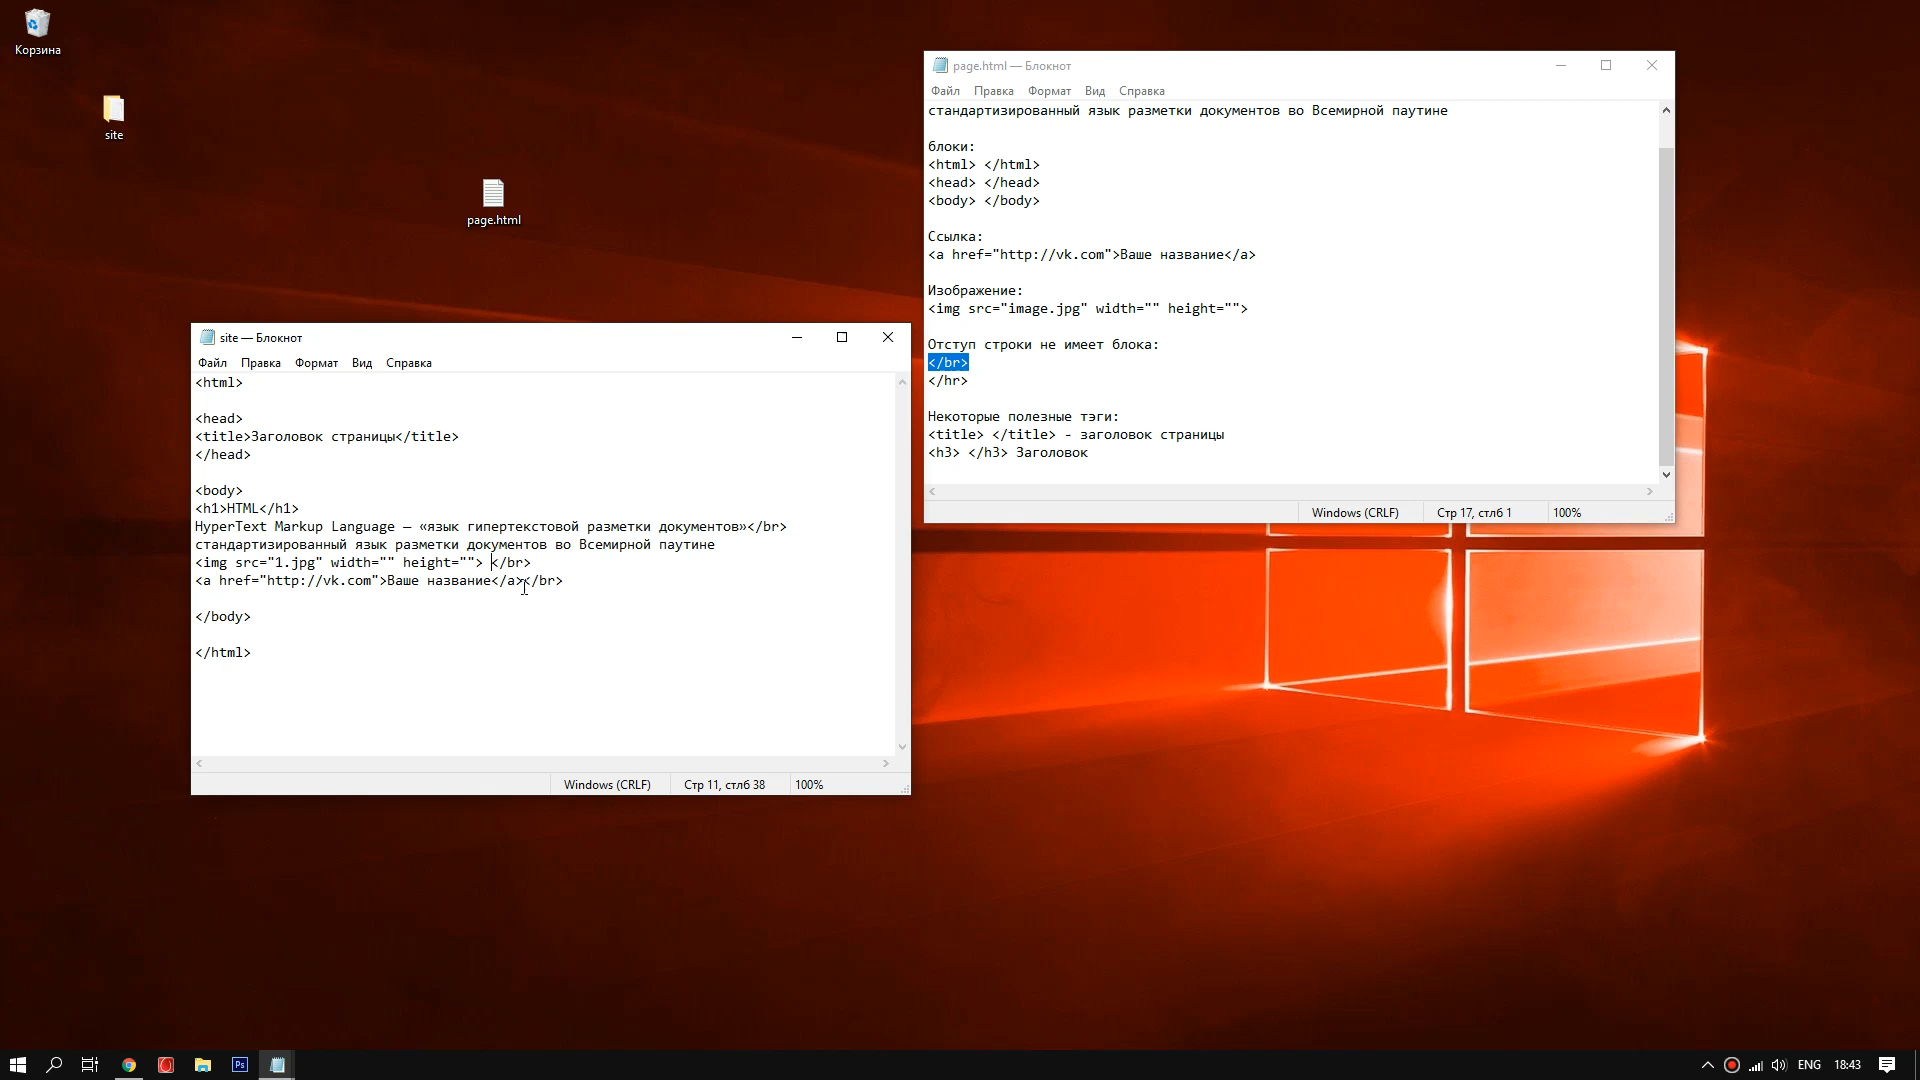 Корзина
site
page.html
page.html — Блокнот
Файл Правка Формат Вид Справка
стандартизированный язык разметки документов во Всемирной паутине
блоки:
<html> </html>
<head> </head>
<body> </body>
Ссылка:
<a href="http://vk.com">Ваше название</a>
Изображение:
<img src="image.jpg" width="" height="">
Отступ строки не имеет блока:
</br>
</hr>
Некоторые полезные тэги:
<title> </title> - заголовок страницы
<h3> </h3> Заголовок
Windows (CRLF) Стр 17, стлб 1 100%
site — Блокнот
Файл Правка Формат Вид Справка
<html>
<head>
<title>Заголовок страницы</title>
</head>
<body>
<h1>HTML</h1>
HyperText Markup Language — «язык гипертекстовой разметки документов»</br>
стандартизированный язык разметки документов во Всемирной паутине
<img src="1.jpg" width="" height=""> </br>
<a href="http://vk.com">Ваше название</a></br>
</body>
</html>
Windows (CRLF) Стр 11, стлб 38 100%
Ps
ENG 18:43